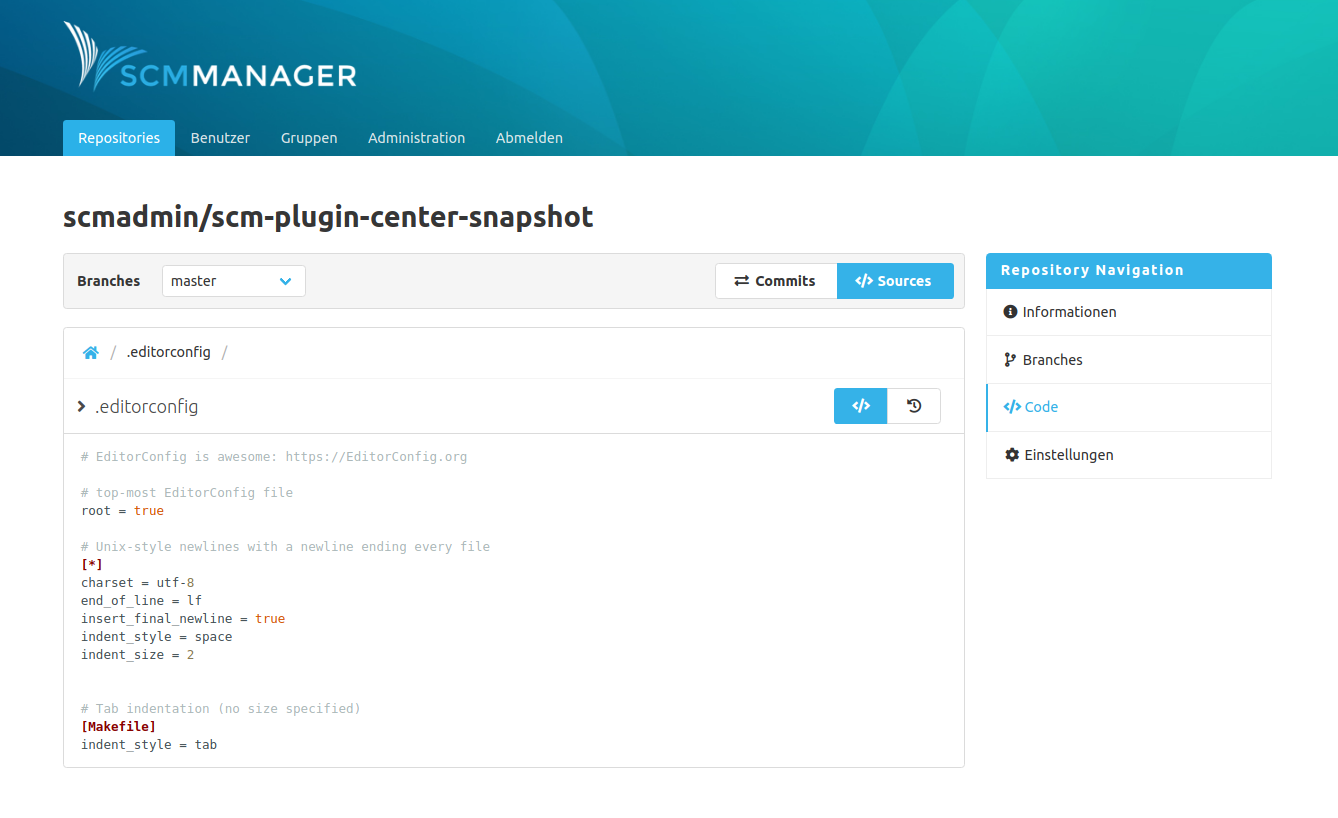 SCMMANAGER
Repositories Benutzer Gruppen Administration Abmelden
scmadmin/scm-plugin-center-snapshot
Branches master Commits </> Sources
/ .editorconfig /
.editorconfig </>
# EditorConfig is awesome: https://EditorConfig.org
# top-most EditorConfig file
root = true
# Unix-style newlines with a newline ending every file
[*]
charset = utf-8
end_of_line = lf
insert_final_newline = true
indent_style = space
indent_size = 2
# Tab indentation (no size specified)
[Makefile]
indent_style = tab
Repository Navigation
Informationen
Branches
</> Code
Einstellungen